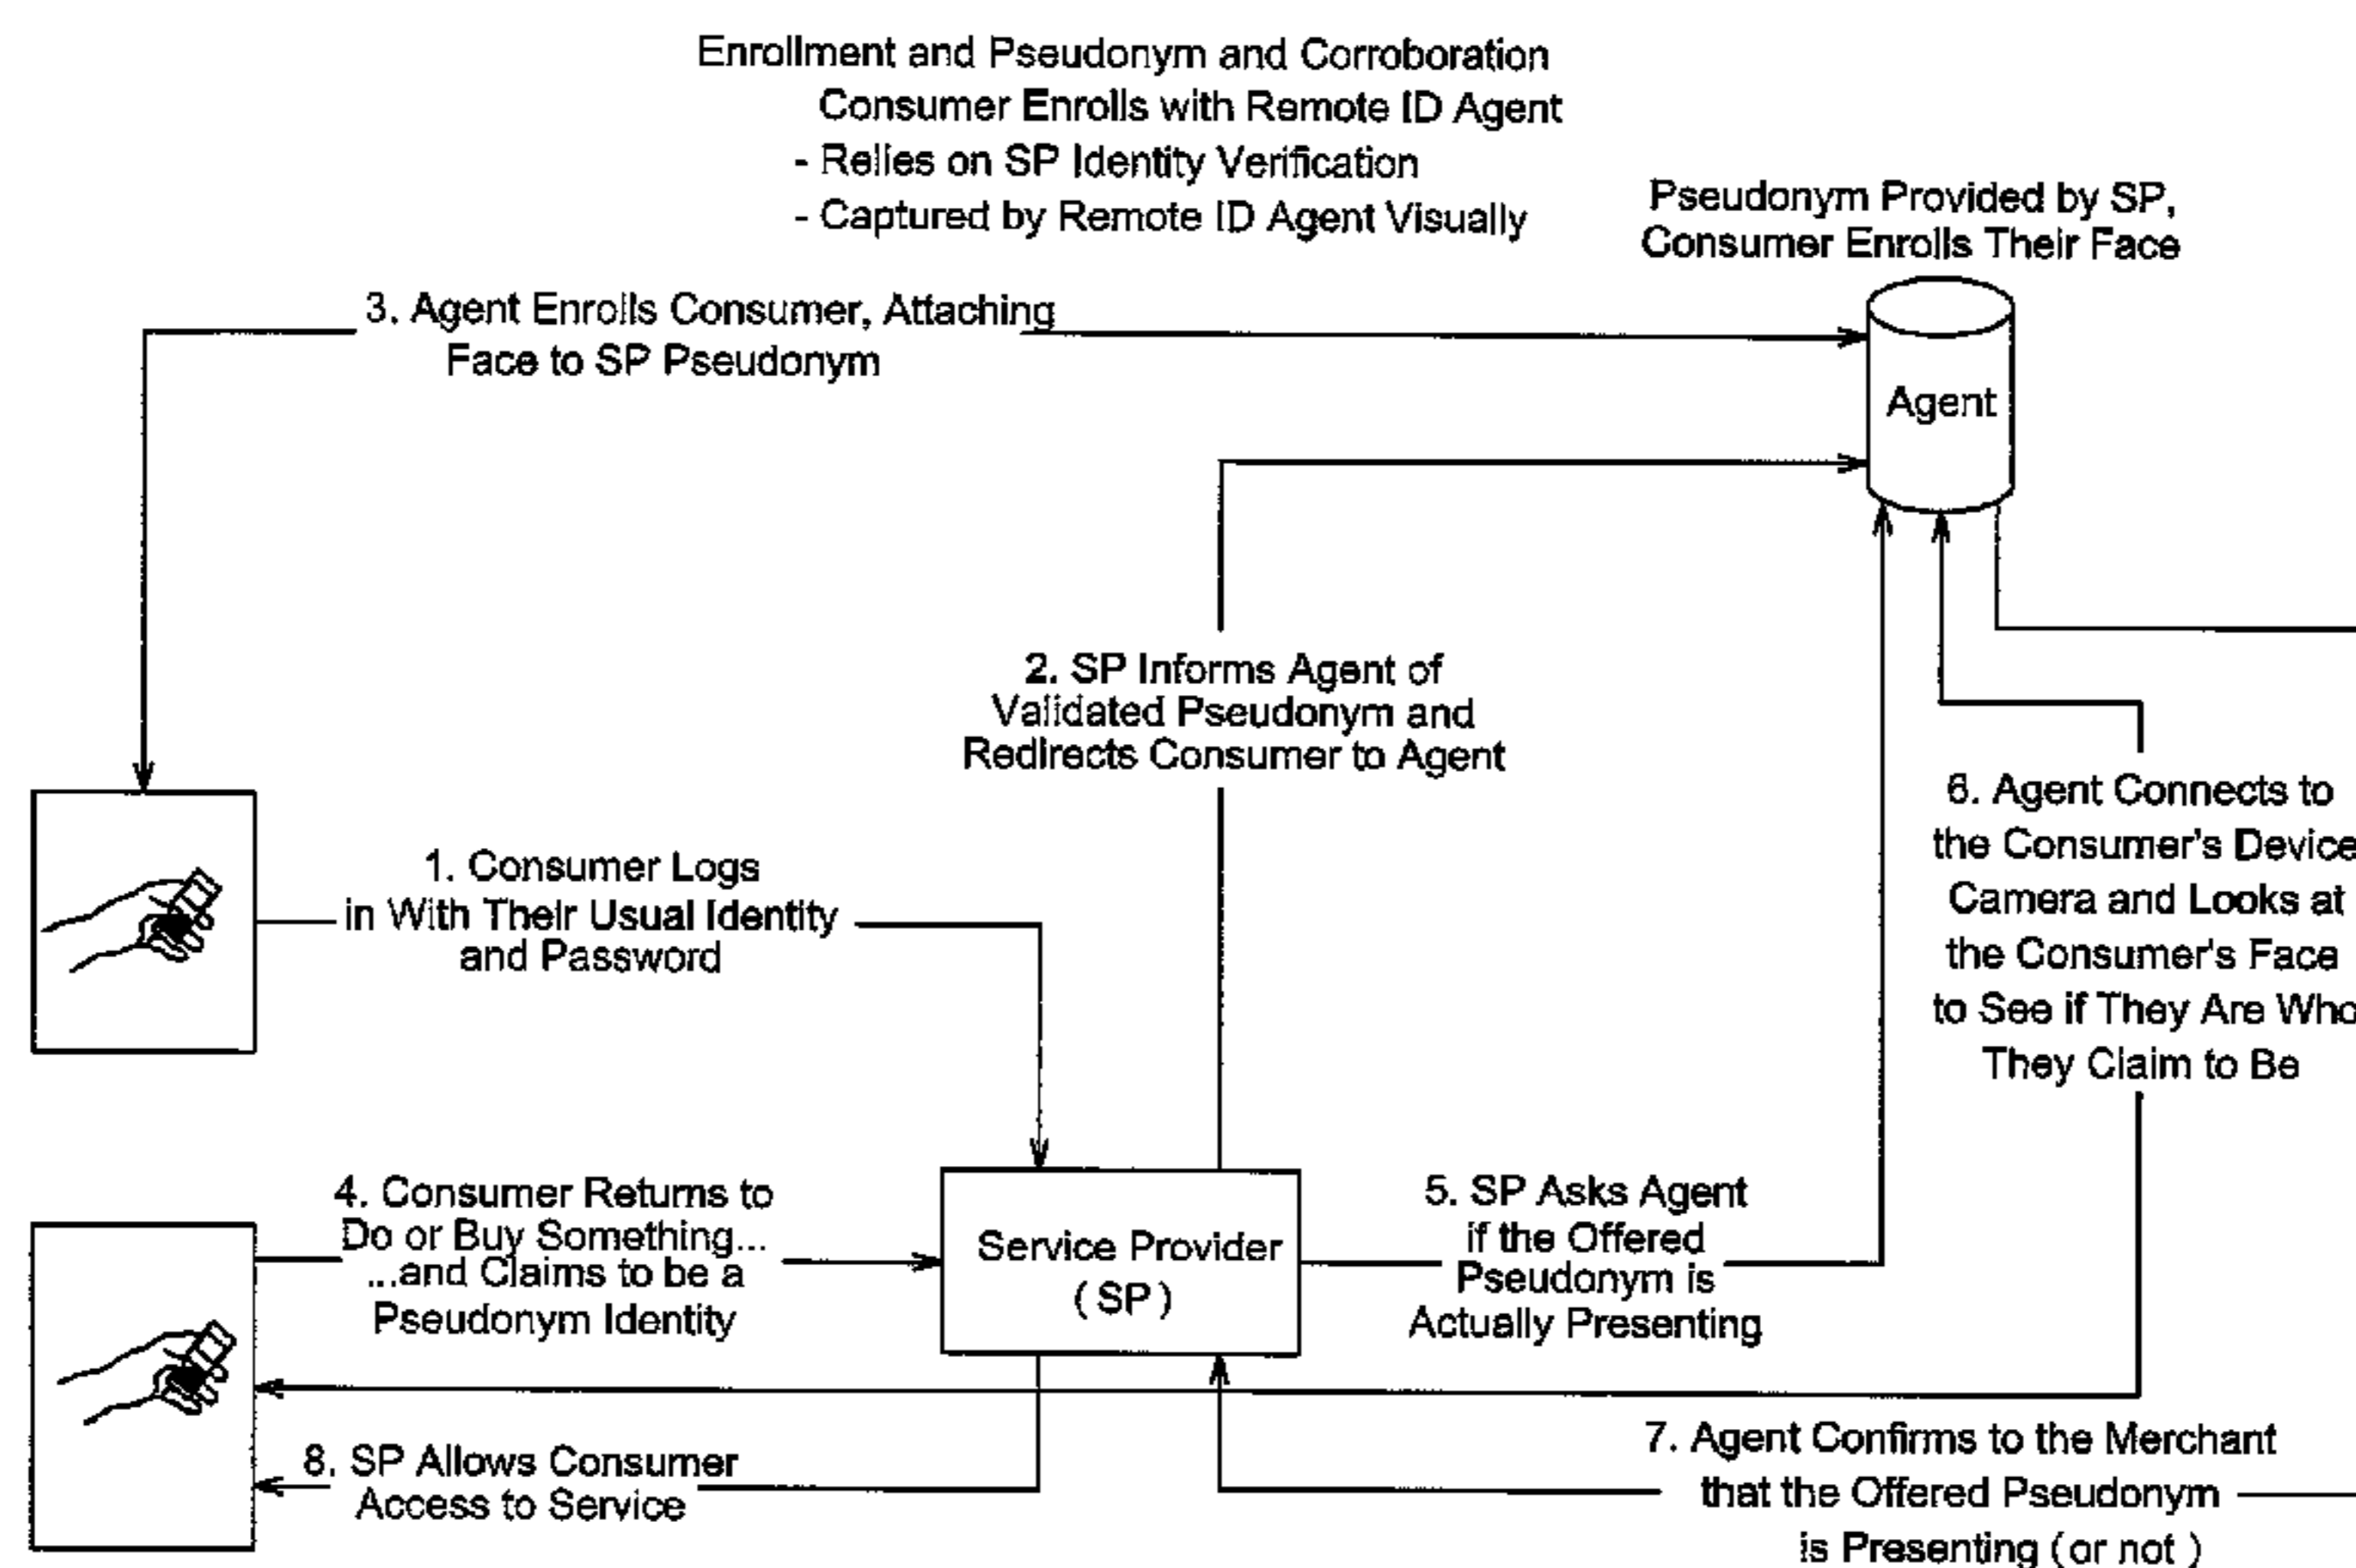 Enrollment and Pseudonym and Corroboration
Consumer Enrolls with Remote ID Agent
- Relies on SP Identity Verification
- Captured by Remote ID Agent Visually
Pseudonym Provided by SP,
Consumer Enrolls Their Face
3. Agent Enrolls Consumer, Attaching
Face to SP Pseudonym
Agent
2. SP Informs Agent of
Validated Pseudonym and
Redirects Consumer to Agent
1. Consumer Logs
in With Their Usual Identity
and Password
6. Agent Connects to
the Consumer's Device
Camera and Looks at
the Consumer's Face
to See if They Are Who
They Claim to Be
4. Consumer Returns to
Do or Buy Something...
...and Claims to be a
Pseudonym Identity
Service Provider
( SP )
5. SP Asks Agent
if the Offered
Pseudonym is
Actually Presenting
8. SP Allows Consumer
Access to Service
7. Agent Confirms to the Merchant
that the Offered Pseudonym
is Presenting ( or not )